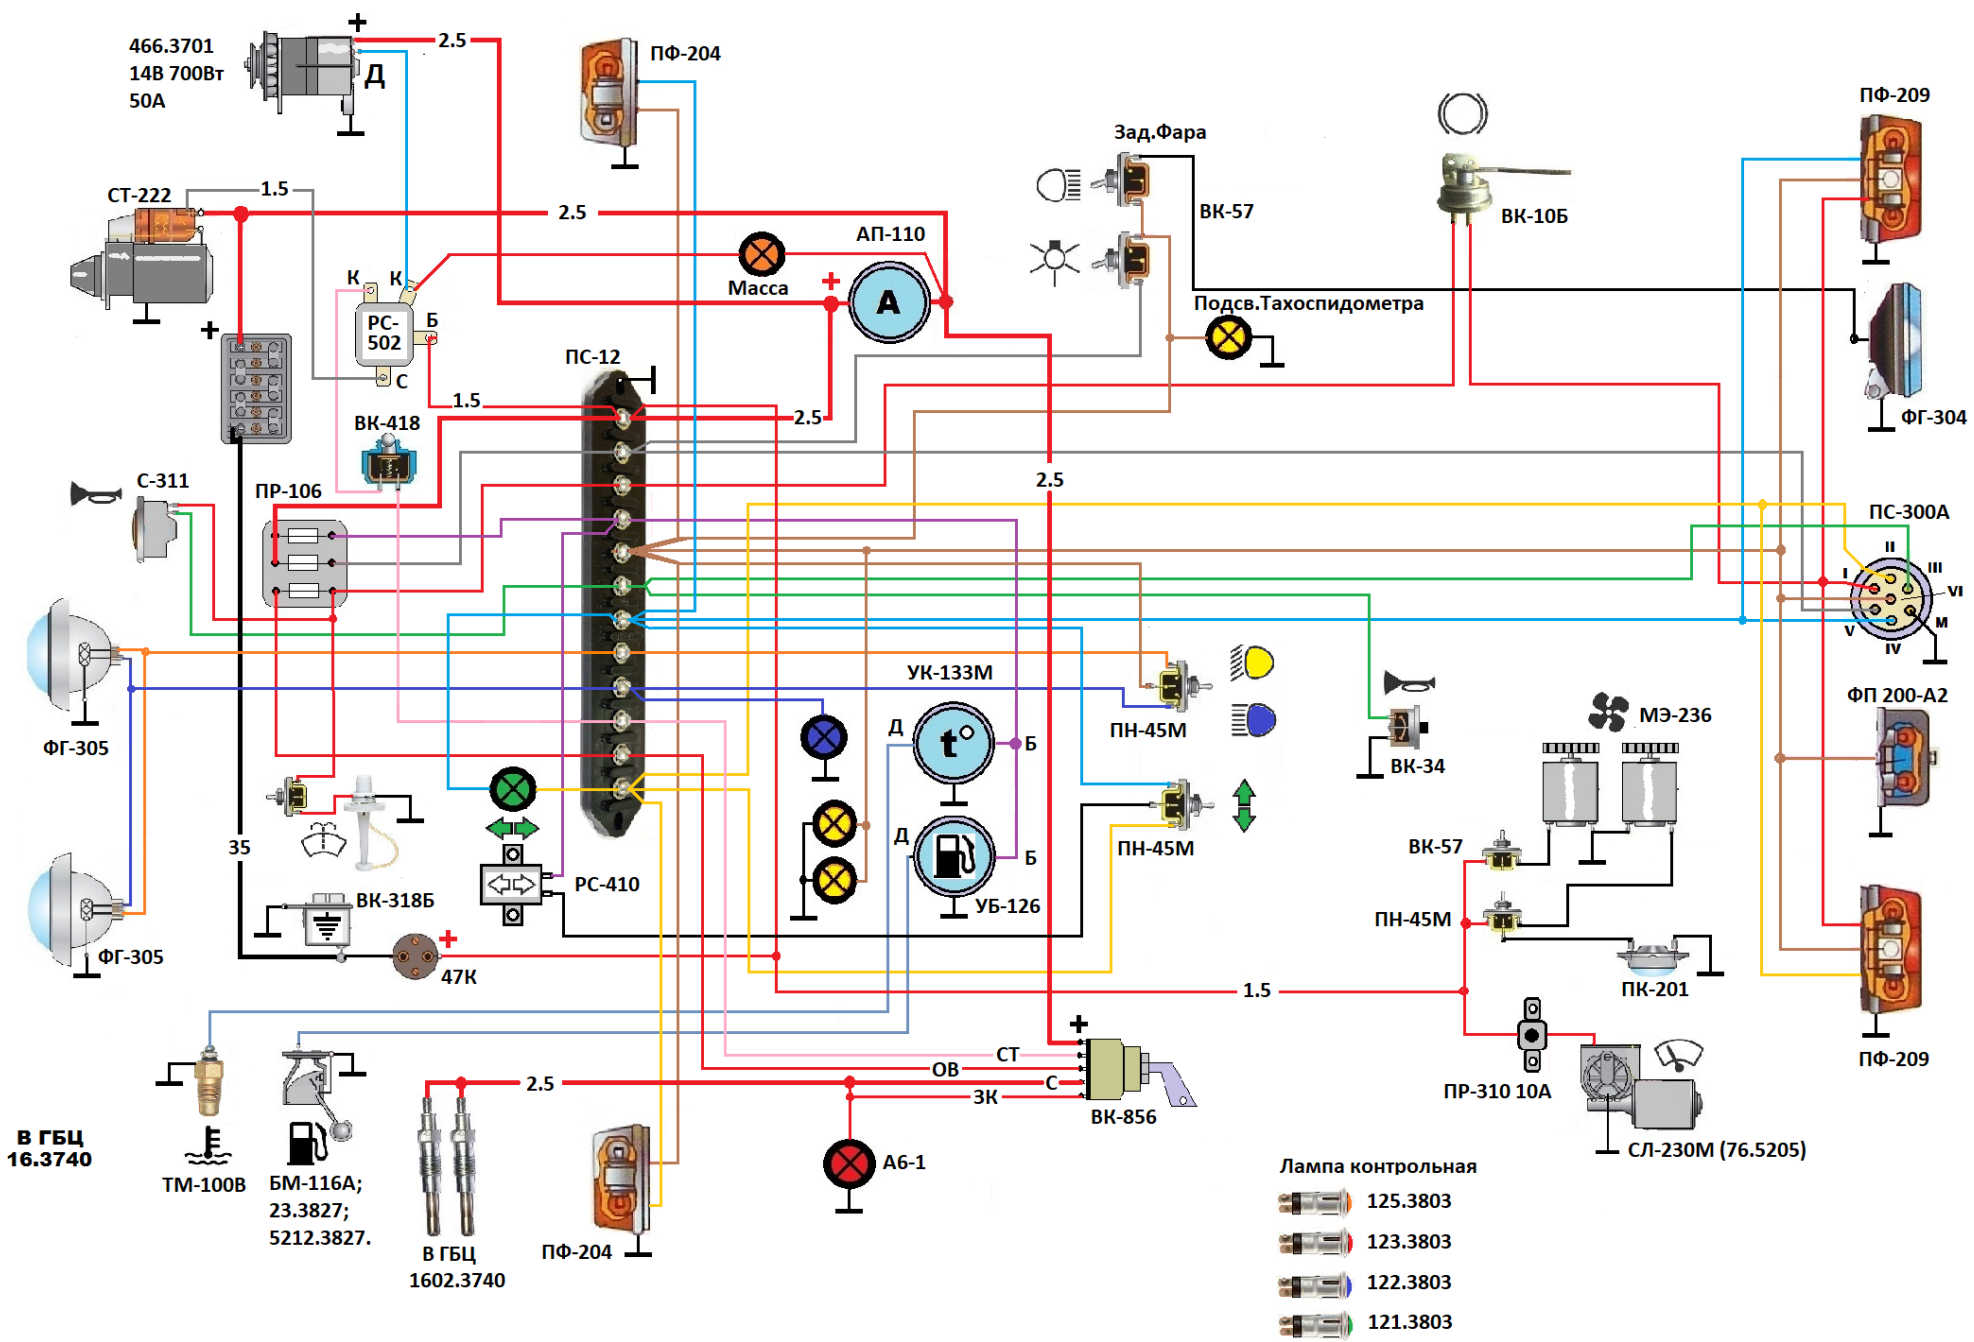 466.3701
14В 700Вт
50А
+
Д
2.5
ПФ-204
ПФ-209
Зад.Фара
ВК-57
ВК-10Б
СТ-222
1.5
2.5
АП-110
Масса
+
А
К
К
РС-
502
Б
С
+
Подсв.Тахоспидометра
ПС-12
1.5
2.5
ВК-418
ФГ-304
С-311
ПР-106
2.5
ПС-300А
I
II
III
VI
V
IV
М
ФГ-305
УК-133М
Д
t°
Б
ПН-45М
ВК-34
МЭ-236
ФП 200-А2
35
РС-410
Д
Б
УБ-126
ПН-45М
ВК-57
ПН-45М
ВК-318Б
ФГ-305
+
47К
1.5
ПК-201
ПФ-209
+
СТ
ОВ
С
ЗК
2.5
ВК-856
ПР-310 10А
СЛ-230М (76.5205)
В ГБЦ
16.3740
ТМ-100В
БМ-116А;
23.3827;
5212.3827.
В ГБЦ
1602.3740
ПФ-204
А6-1
Лампа контрольная
125.3803
123.3803
122.3803
121.3803